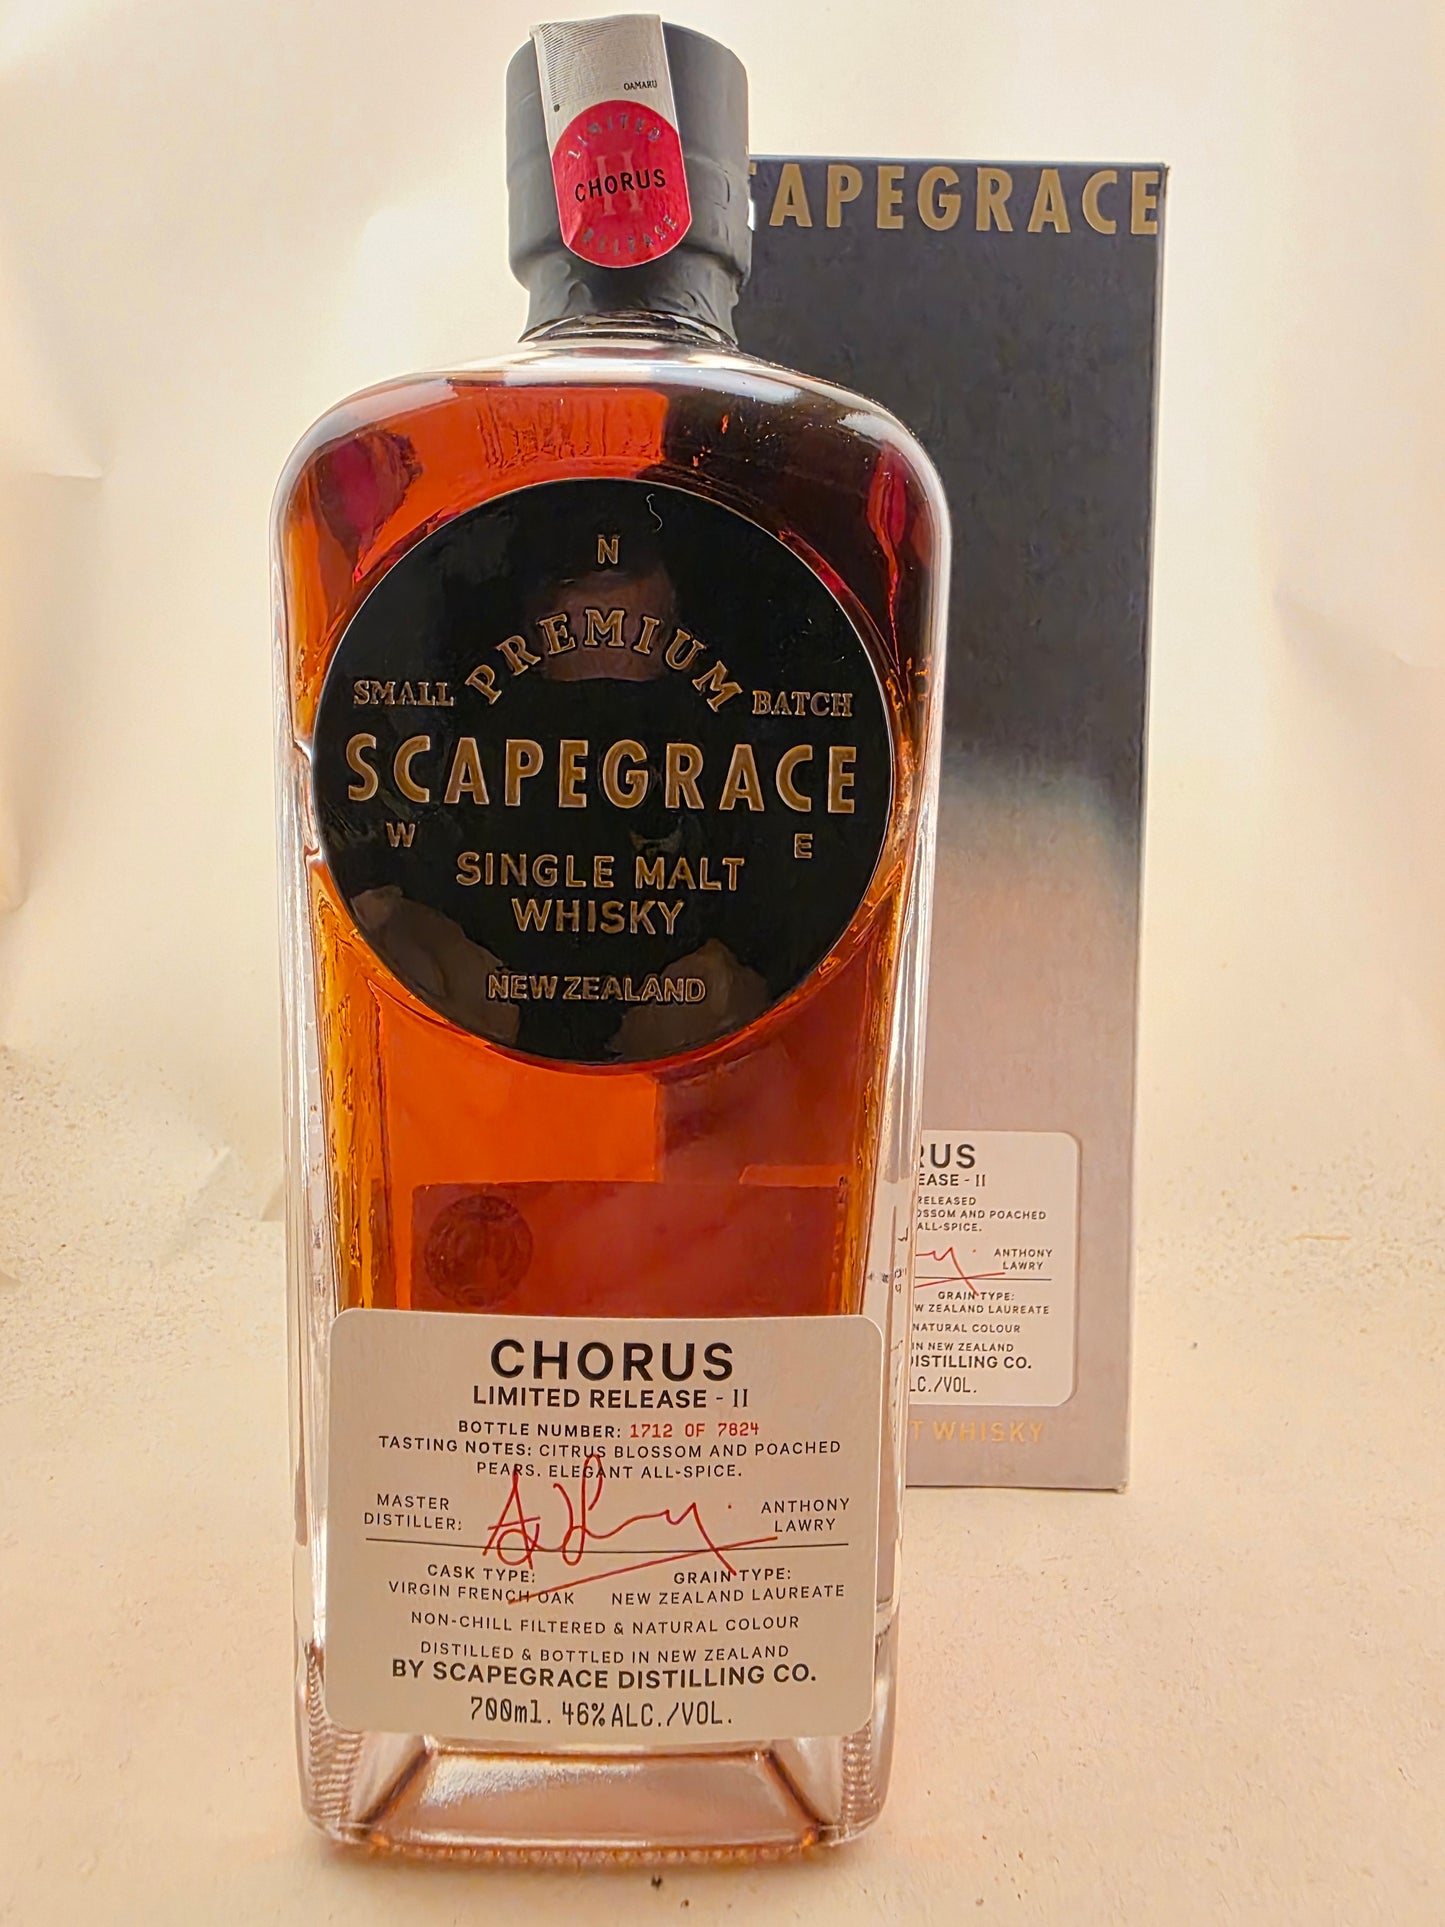 OAMARU
LIMITED
II
CHORUS
RELEASE
APEGRACE
N
PREMIUM
SMALL BATCH
SCAPEGRACE
W E
SINGLE MALT
WHISKY
NEW ZEALAND
CHORUS
LIMITED RELEASE - II
BOTTLE NUMBER: 1712 OF 7824
TASTING NOTES: CITRUS BLOSSOM AND POACHED
PEARS. ELEGANT ALL-SPICE.
MASTER
DISTILLER:
ANTHONY
LAWRY
CASK TYPE:
VIRGIN FRENCH OAK
GRAIN TYPE:
NEW ZEALAND LAUREATE
NON-CHILL FILTERED & NATURAL COLOUR
DISTILLED & BOTTLED IN NEW ZEALAND
BY SCAPEGRACE DISTILLING CO.
700ml. 46% ALC./VOL.
RUS
EASE - II
RELEASED
OSSOM AND POACHED
ALL-SPICE.
ANTHONY
LAWRY
GRAIN TYPE:
W ZEALAND LAUREATE
NATURAL COLOUR
IN NEW ZEALAND
DISTILLING CO.
LC./VOL.
T WHISKY